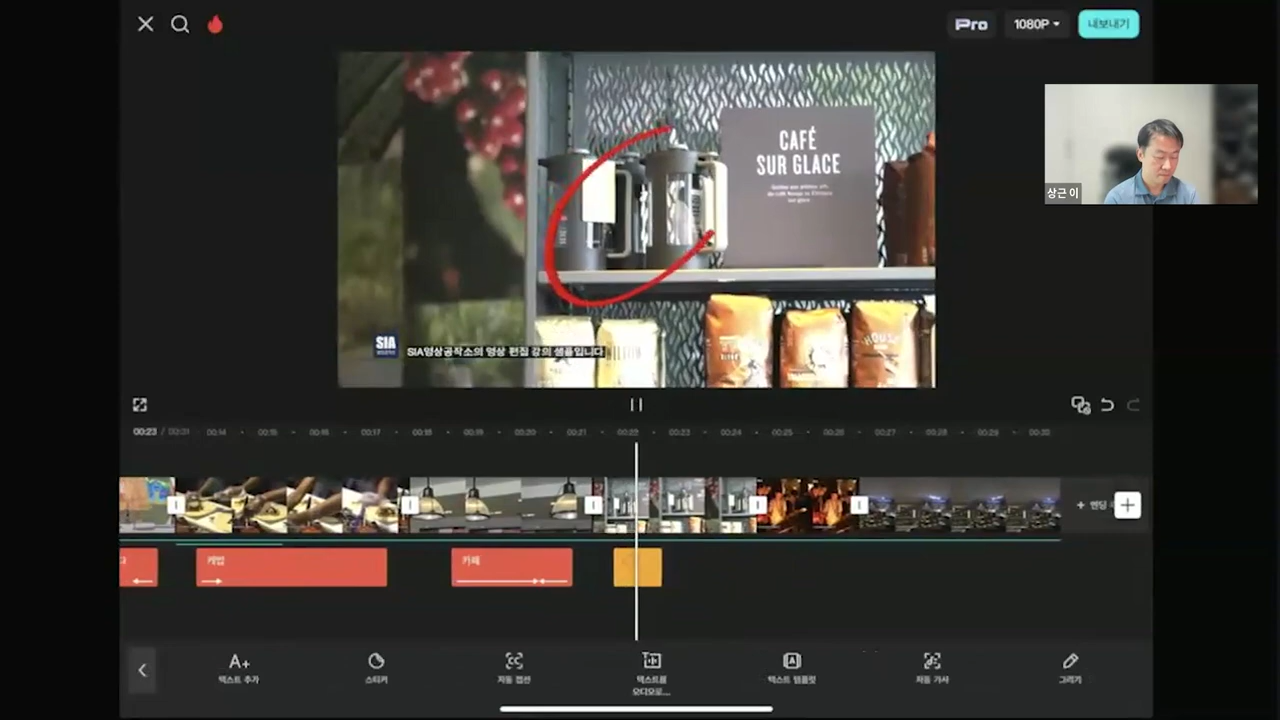 Pro
1080P
내보내기
CAFÉ
SUR GLACE
SIA
SIA영상공작소의 영상 편집 강의 샘플입니다
HOUSE
상근 이
00:23 / 00:31 00:14 00:15 00:16 00:17 00:18 00:19 00:20 00:21 00:22 00:23 00:24 00:25 00:26 00:27 00:28 00:29 00:30
+ 엔딩
케밥
카페
텍스트 추가
스티커
자동 캡션
텍스트를
오디오로...
텍스트 템플릿
자동 가사
그리기